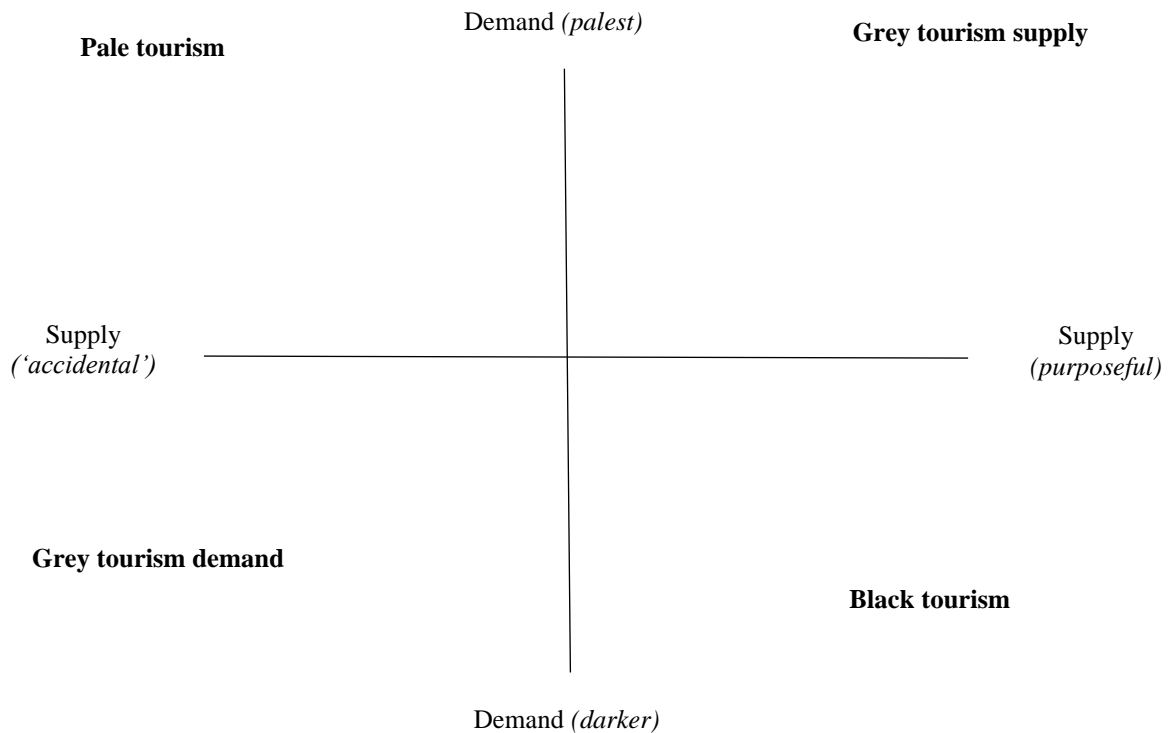 Demand (palest)
Pale tourism
Grey tourism supply
Supply
(‘accidental’)
Supply
(purposeful)
Grey tourism demand
Black tourism
Demand (darker)